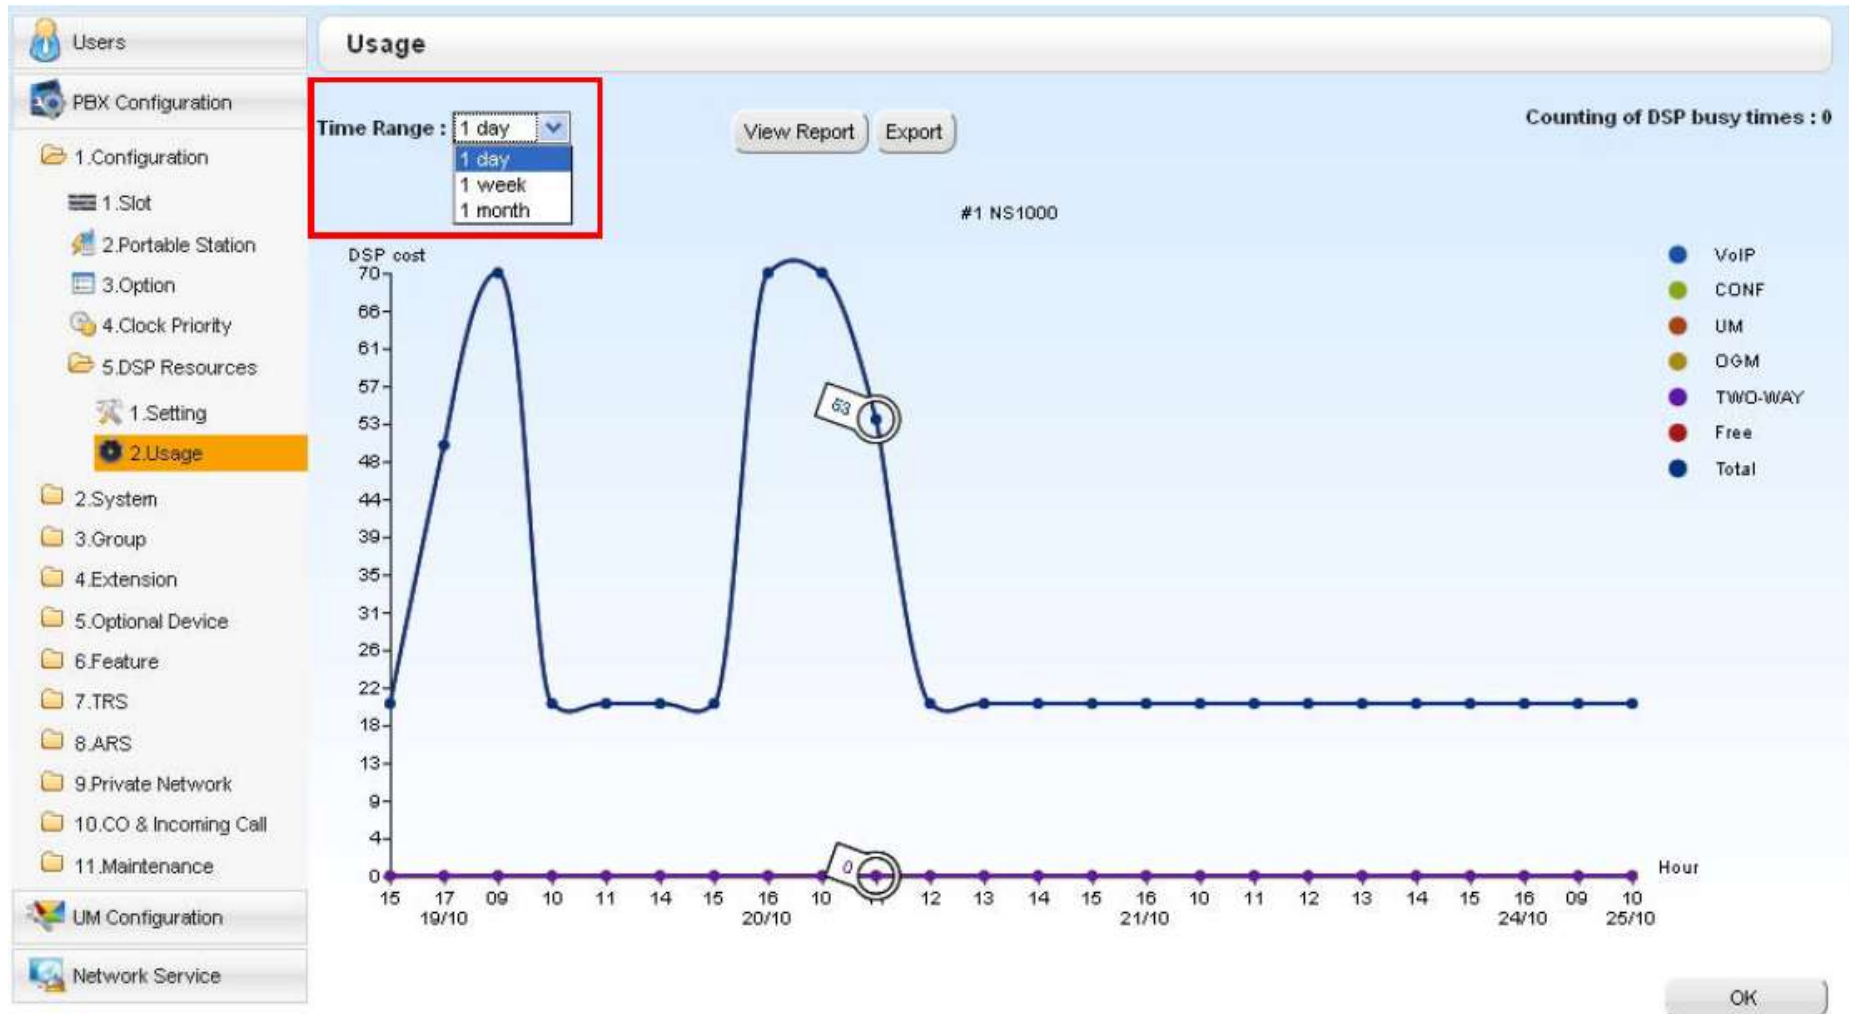 Users
PBX Configuration
1.Configuration
1.Slot
2.Portable Station
3.Option
4.Clock Priority
5.DSP Resources
1.Setting
2.Usage
2.System
3.Group
4.Extension
5.Optional Device
6.Feature
7.TRS
8.ARS
9.Private Network
10.CO & Incoming Call
11.Maintenance
UM Configuration
Network Service
Usage
Time Range : 1 day
1 day
1 week
1 month
View Report Export
Counting of DSP busy times : 0
#1 NS1000
DSP cost
70
66
61
57
53
48
44
39
35
31
26
22
18
13
9
4
0
53
0
15 17 09 10 11 14 15 16 10 12 13 14 15 16 10 11 12 13 14 15 16 09 10
19/10 20/10 21/10 24/10 25/10
Hour
VoIP
CONF
UM
OGM
TWO-WAY
Free
Total
OK